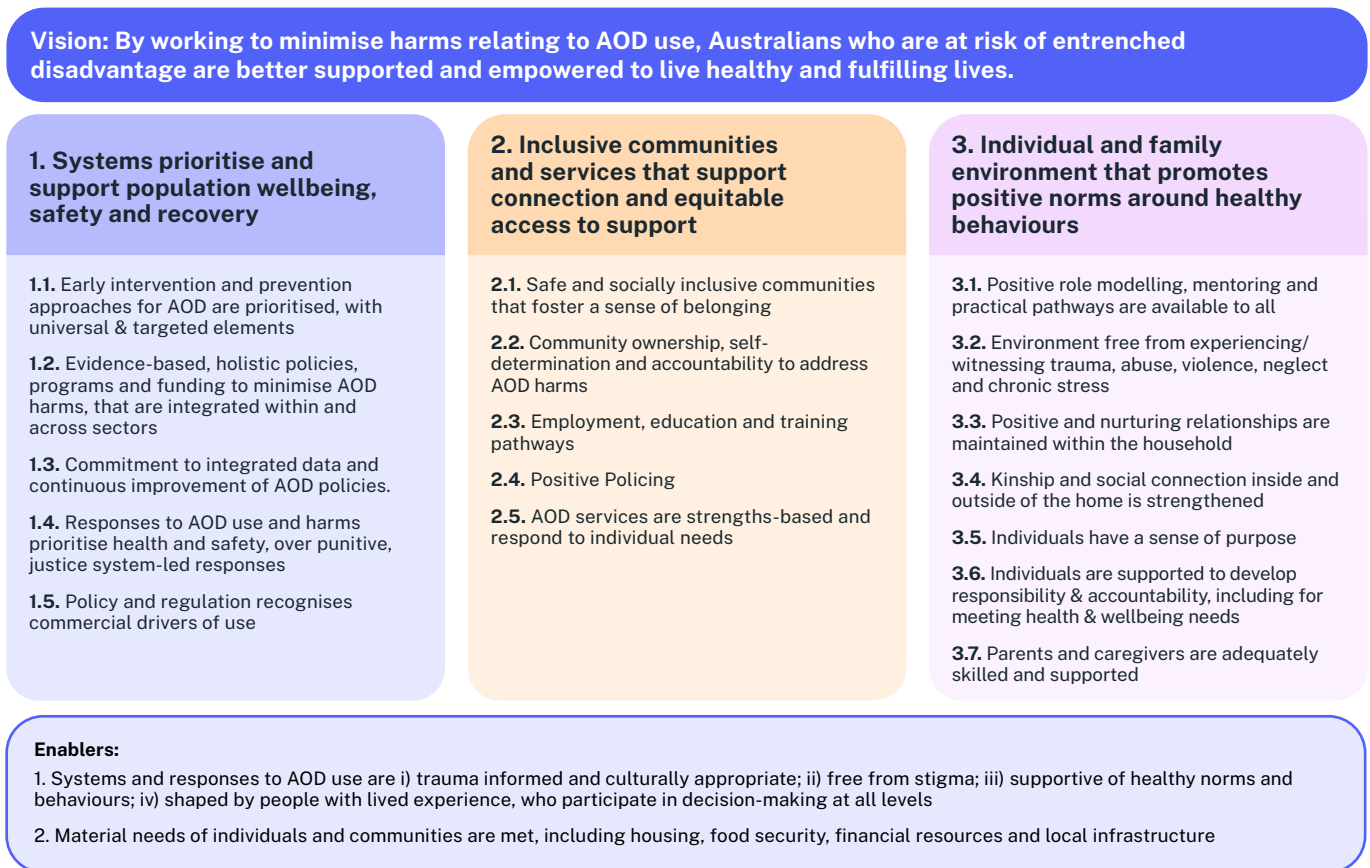 Vision: By working to minimise harms relating to AOD use, Australians who are at risk of entrenched
disadvantage are better supported and empowered to live healthy and fulfilling lives.
1. Systems prioritise and
support population wellbeing,
safety and recovery
1.1. Early intervention and prevention
approaches for AOD are prioritised, with
universal & targeted elements
1.2. Evidence-based, holistic policies,
programs and funding to minimise AOD
harms, that are integrated within and
across sectors
1.3. Commitment to integrated data and
continuous improvement of AOD policies.
1.4. Responses to AOD use and harms
prioritise health and safety, over punitive,
justice system-led responses
1.5. Policy and regulation recognises
commercial drivers of use
2. Inclusive communities
and services that support
connection and equitable
access to support
2.1. Safe and socially inclusive communities
that foster a sense of belonging
2.2. Community ownership, self-
determination and accountability to address
AOD harms
2.3. Employment, education and training
pathways
2.4. Positive Policing
2.5. AOD services are strengths-based and
respond to individual needs
3. Individual and family
environment that promotes
positive norms around healthy
behaviours
3.1. Positive role modelling, mentoring and
practical pathways are available to all
3.2. Environment free from experiencing/
witnessing trauma, abuse, violence, neglect
and chronic stress
3.3. Positive and nurturing relationships are
maintained within the household
3.4. Kinship and social connection inside and
outside of the home is strengthened
3.5. Individuals have a sense of purpose
3.6. Individuals are supported to develop
responsibility & accountability, including for
meeting health & wellbeing needs
3.7. Parents and caregivers are adequately
skilled and supported
Enablers:
1. Systems and responses to AOD use are i) trauma informed and culturally appropriate; ii) free from stigma; iii) supportive of healthy norms and
behaviours; iv) shaped by people with lived experience, who participate in decision-making at all levels
2. Material needs of individuals and communities are met, including housing, food security, financial resources and local infrastructure